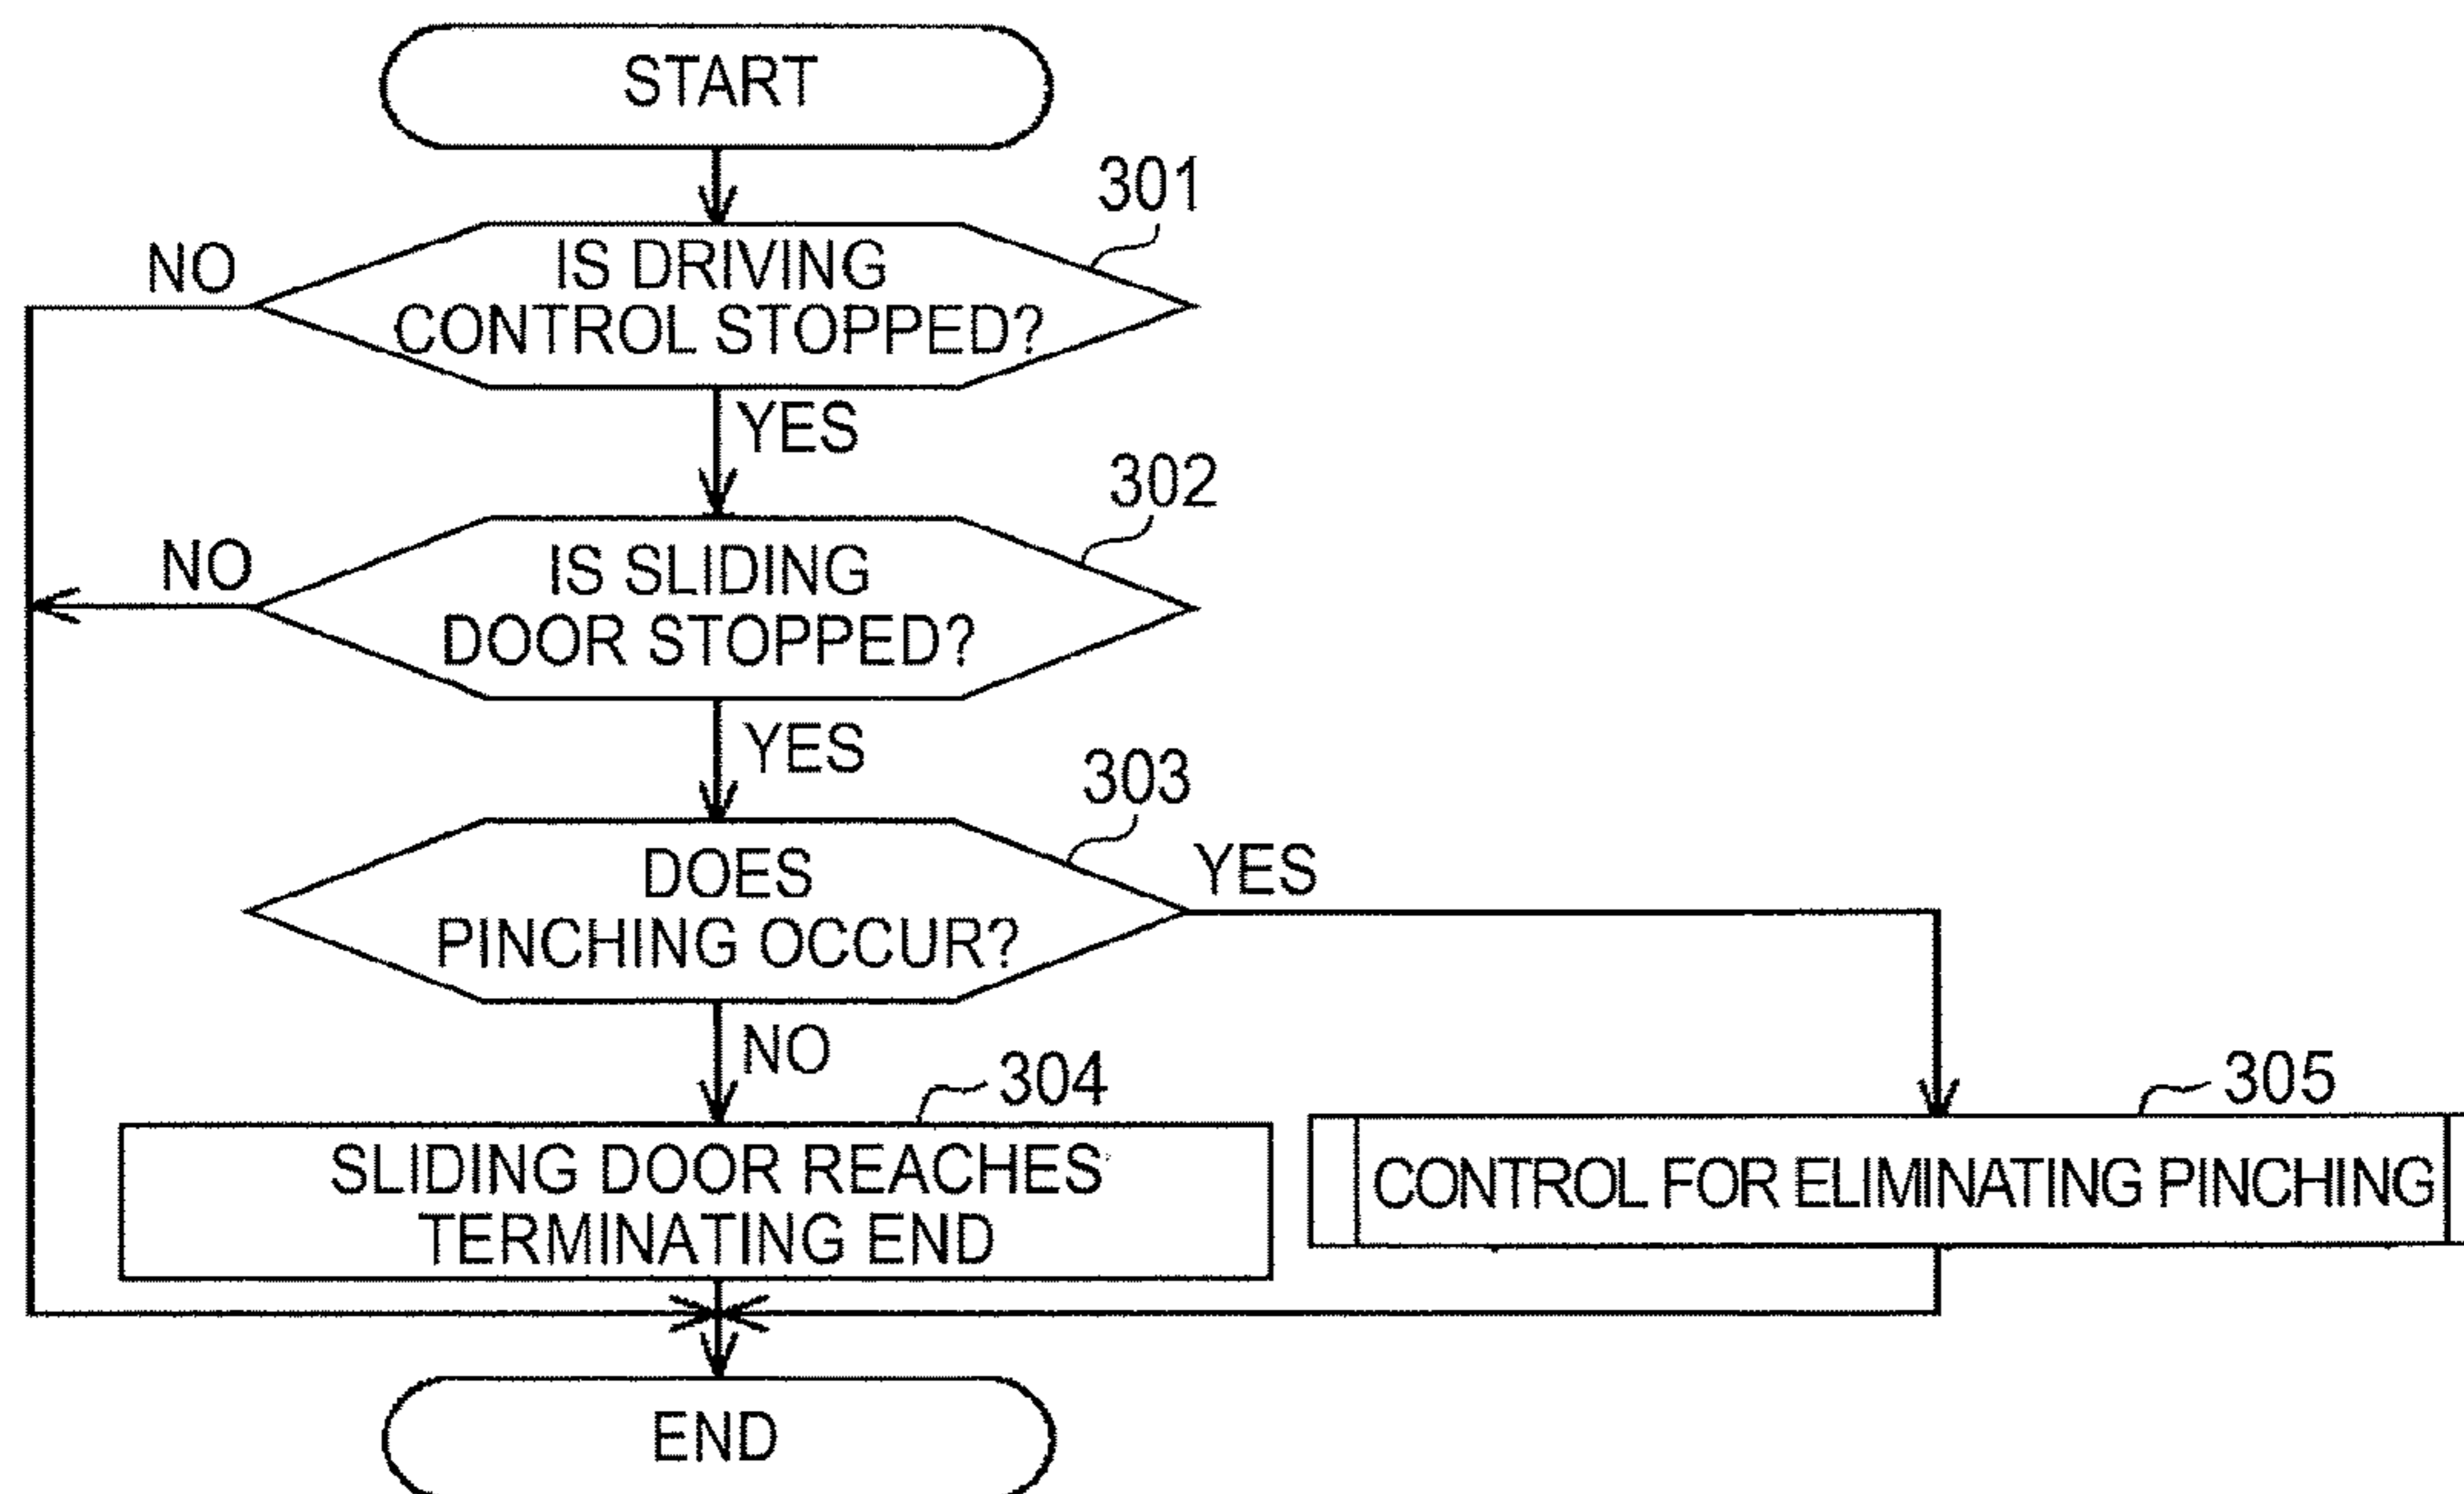 START
301
NO
IS DRIVING
CONTROL STOPPED?
YES
302
NO
IS SLIDING
DOOR STOPPED?
YES
303
DOES
PINCHING OCCUR?
YES
NO
304
305
SLIDING DOOR REACHES
TERMINATING END
CONTROL FOR ELIMINATING PINCHING
END